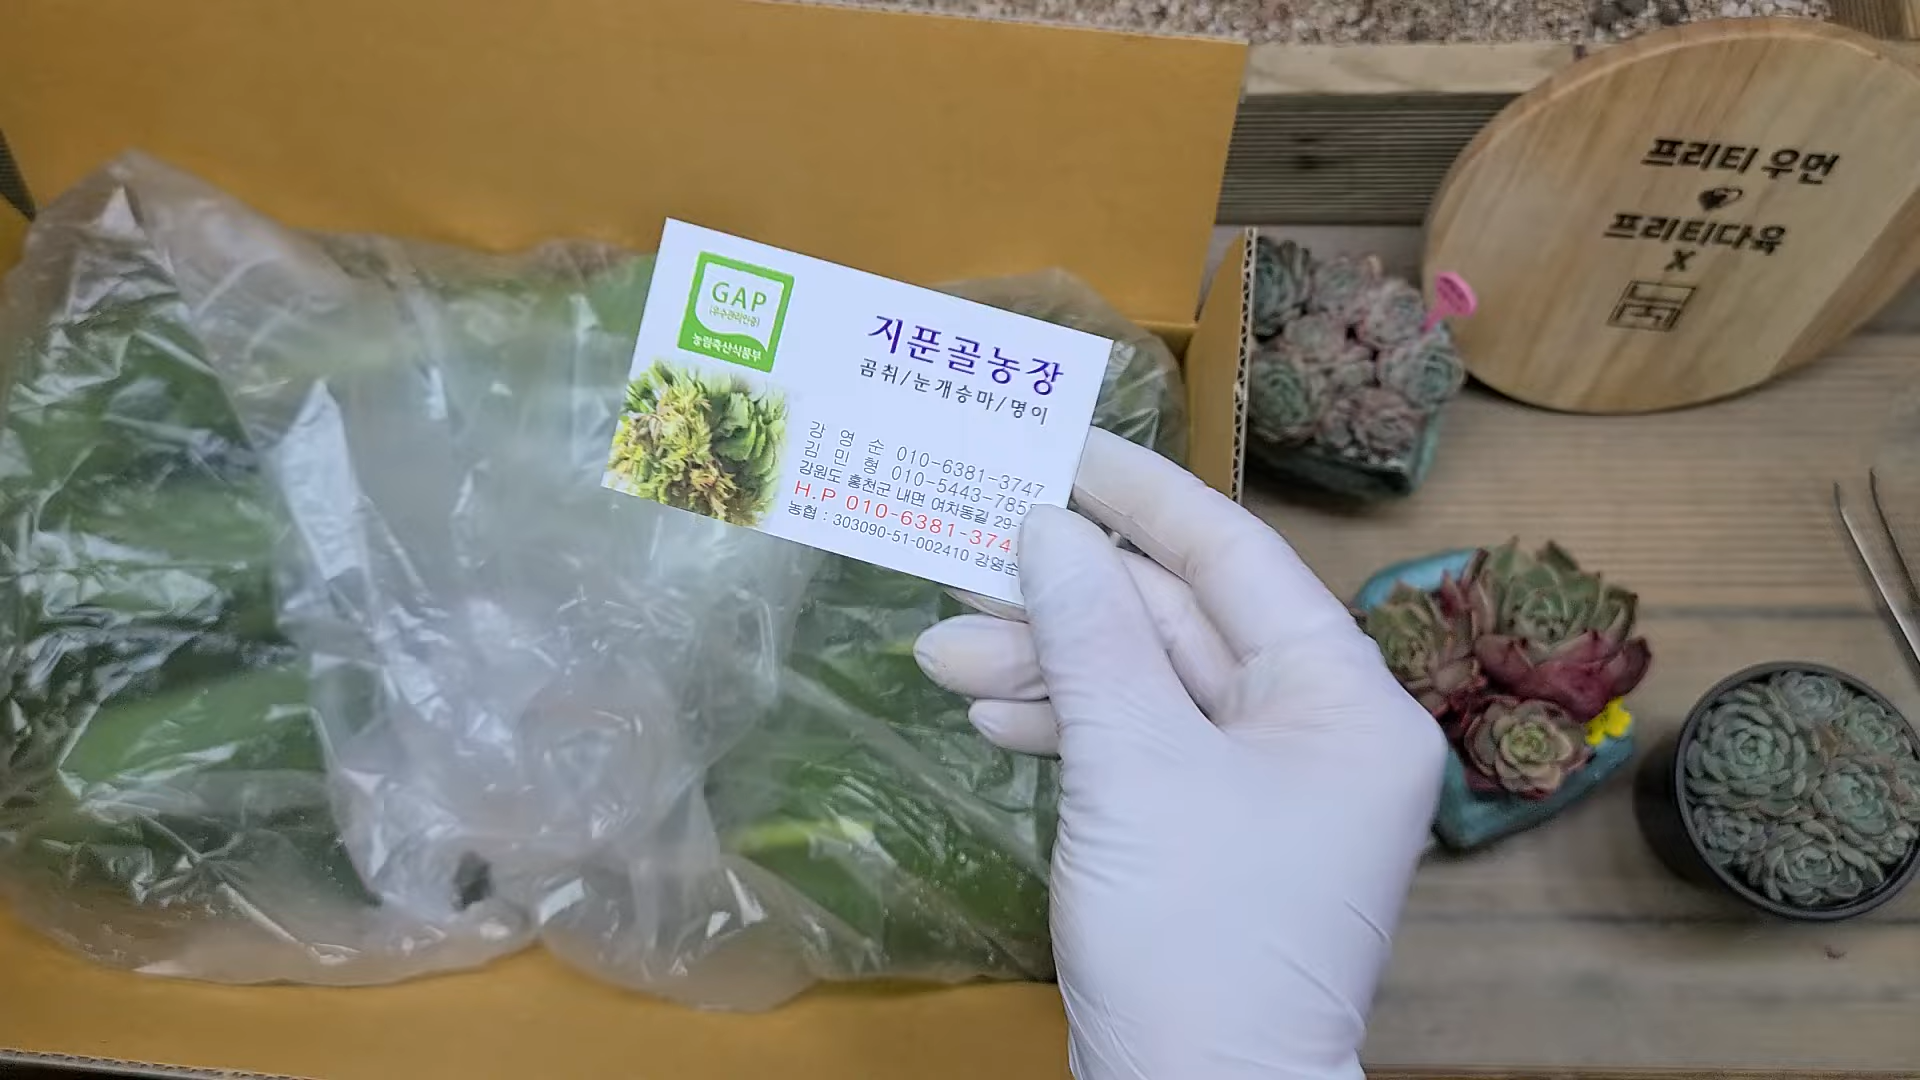 GAP
(우수관리인증)
농림축산식품부
지푼골농장
곰취/눈개승마/명이
강 영 순 010-6381-3747
김 민 형 010-5443-785
강원도 홍천군 내면 여차동길 29-
H.P 010-6381-374
농협 : 303090-51-002410 강영순
프리티 우먼
프리티다육
X